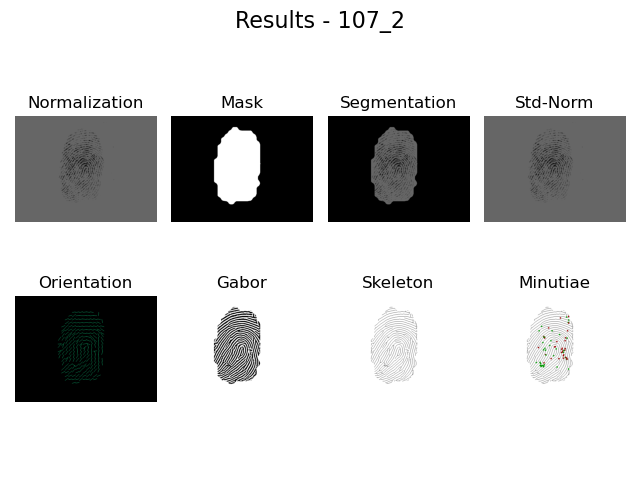 Results - 107_2
Normalization Mask Segmentation Std-Norm
Orientation Gabor Skeleton Minutiae